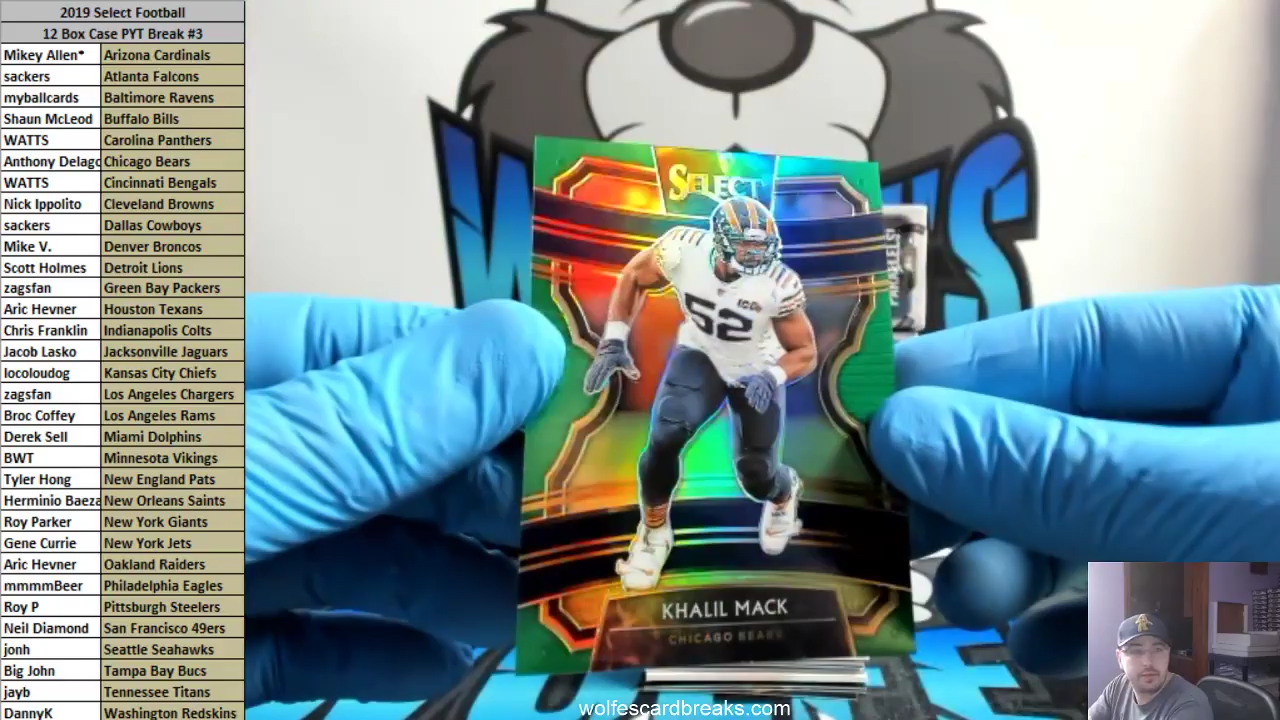 2019 Select Football
12 Box Case PYT Break #3
Mikey Allen* Arizona Cardinals
sackers Atlanta Falcons
myballcards Baltimore Ravens
Shaun McLeod Buffalo Bills
WATTS Carolina Panthers
Anthony Delago Chicago Bears
WATTS Cincinnati Bengals
Nick Ippolito Cleveland Browns
sackers Dallas Cowboys
Mike V. Denver Broncos
Scott Holmes Detroit Lions
zagsfan Green Bay Packers
Aric Hevner Houston Texans
Chris Franklin Indianapolis Colts
Jacob Lasko Jacksonville Jaguars
locoloudog Kansas City Chiefs
zagsfan Los Angeles Chargers
Broc Coffey Los Angeles Rams
Derek Sell Miami Dolphins
BWT Minnesota Vikings
Tyler Hong New England Pats
Herminio Baeza New Orleans Saints
Roy Parker New York Giants
Gene Currie New York Jets
Aric Hevner Oakland Raiders
mmmmBeer Philadelphia Eagles
Roy P Pittsburgh Steelers
Neil Diamond San Francisco 49ers
jonh Seattle Seahawks
Big John Tampa Bay Bucs
jayb Tennessee Titans
DannyK Washington Redskins
SELECT
52
KHALIL MACK
CHICAGO BEARS
wolfescardbreaks.com